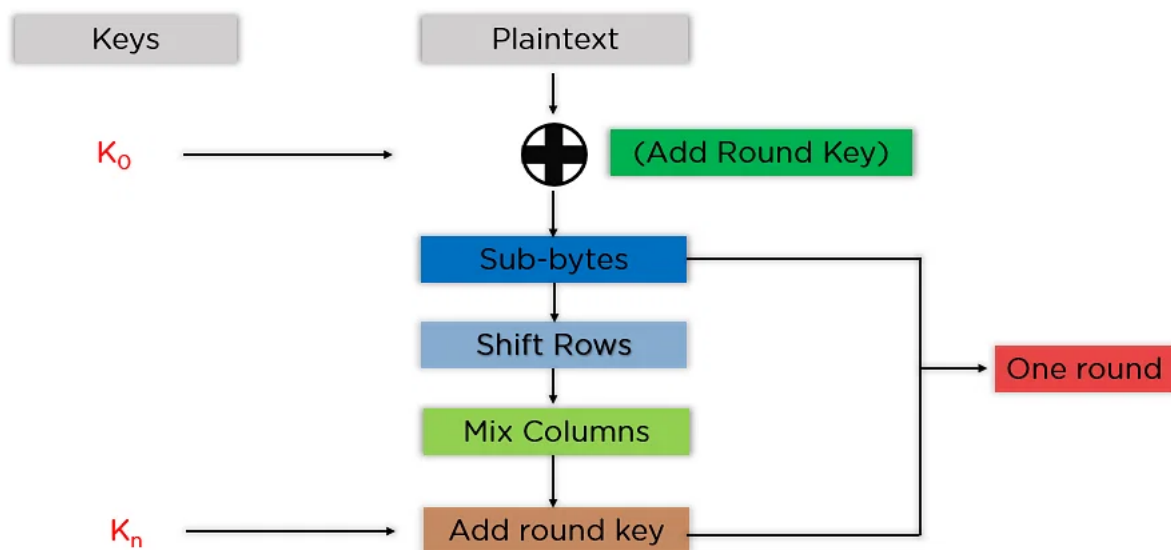 Keys
Plaintext
K₀
(Add Round Key)
Sub-bytes
Shift Rows
One round
Mix Columns
Kₙ
Add round key